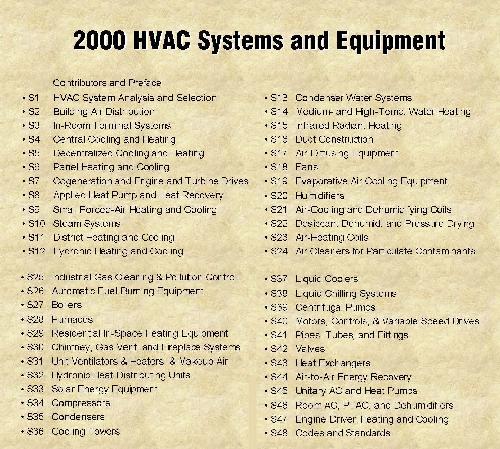 2000 HVAC Systems and Equipment
Contributors and Preface
• S1 HVAC System Analysis and Selection
• S2 Building Air Distribution
• S3 In-Room Terminal Systems
• S4 Central Cooling and Heating
• S5 Decentralized Cooling and Heating
• S6 Panel Heating and Cooling
• S7 Cogeneration and Engine and Turbine Drives
• S8 Applied Heat Pump and Heat Recovery
• S9 Small Forced-Air Heating and Cooling
• S10 Steam Systems
• S11 District Heating and Cooling
• S12 Hydronic Heating and Cooling
• S13 Condenser Water Systems
• S14 Medium- and High-Temp. Water Heating
• S15 Infrared Radiant Heating
• S16 Duct Construction
• S17 Air Diffusing Equipment
• S18 Fans
• S19 Evaporative Air Cooling Equipment
• S20 Humidifiers
• S21 Air-Cooling and Dehumidifying Coils
• S22 Desiccant, Dehumid, and Pressure Drying
• S23 Air-Heating Coils
• S24 Air Cleaners for Particulate Contaminants
• S25 Industrial Gas Cleaning & Pollution Control
• S26 Automatic Fuel Burning Equipment
• S27 Boilers
• S28 Furnaces
• S29 Residential In-Space Heating Equipment
• S30 Chimney, Gas Vent, and Fireplace Systems
• S31 Unit Ventilators & Heaters, & Makeup Air
• S32 Hydronic Heat Distributing Units
• S33 Solar Energy Equipment
• S34 Compressors
• S35 Condensers
• S36 Cooling Towers
• S37 Liquid Coolers
• S38 Liquid Chilling Systems
• S39 Centrifugal Pumps
• S40 Motors, Controls, & Variable Speed Drives
• S41 Pipes, Tubes, and Fittings
• S42 Valves
• S43 Heat Exchangers
• S44 Air-to-Air Energy Recovery
• S45 Unitary AC and Heat Pumps
• S46 Room AC, PTAC, and Dehumidifiers
• S47 Engine Driven Heating and Cooling
• S48 Codes and Standards